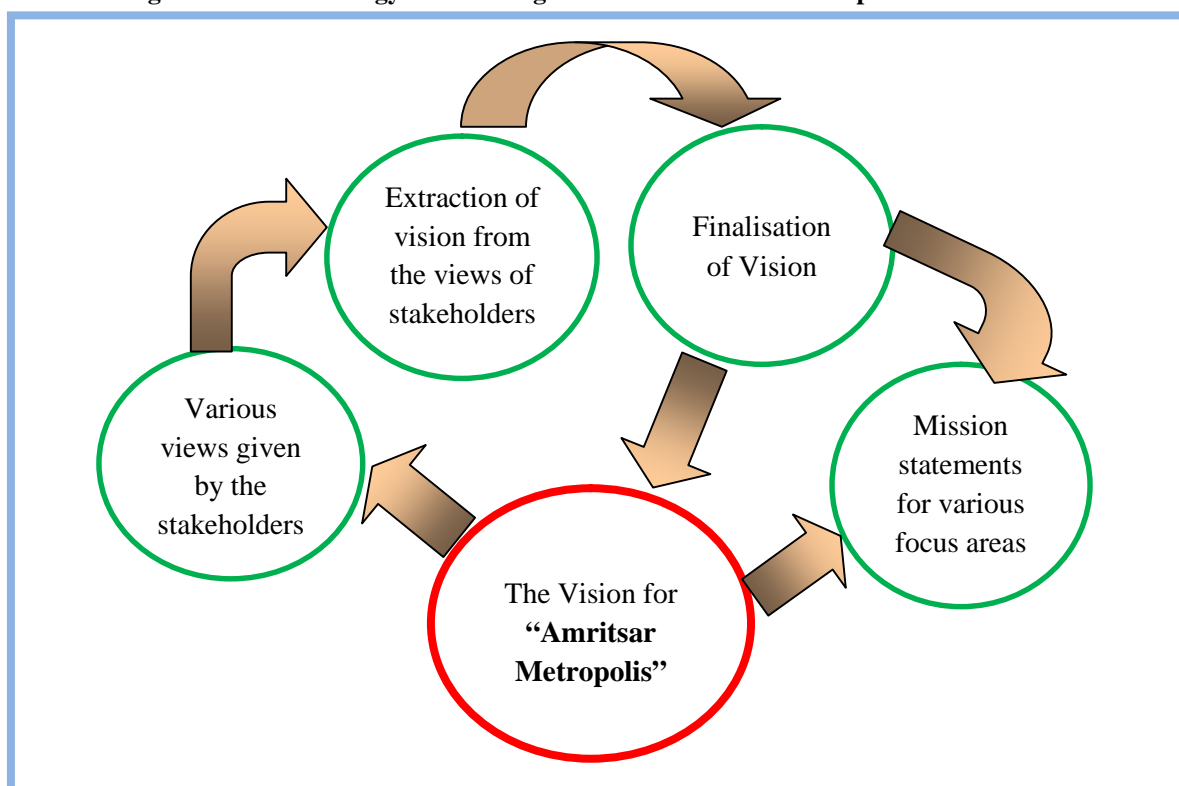 Extraction of
vision from
the views of
stakeholders
Finalisation
of Vision
Various
views given
by the
stakeholders
Mission
statements
for various
focus areas
The Vision for
“Amritsar
Metropolis”